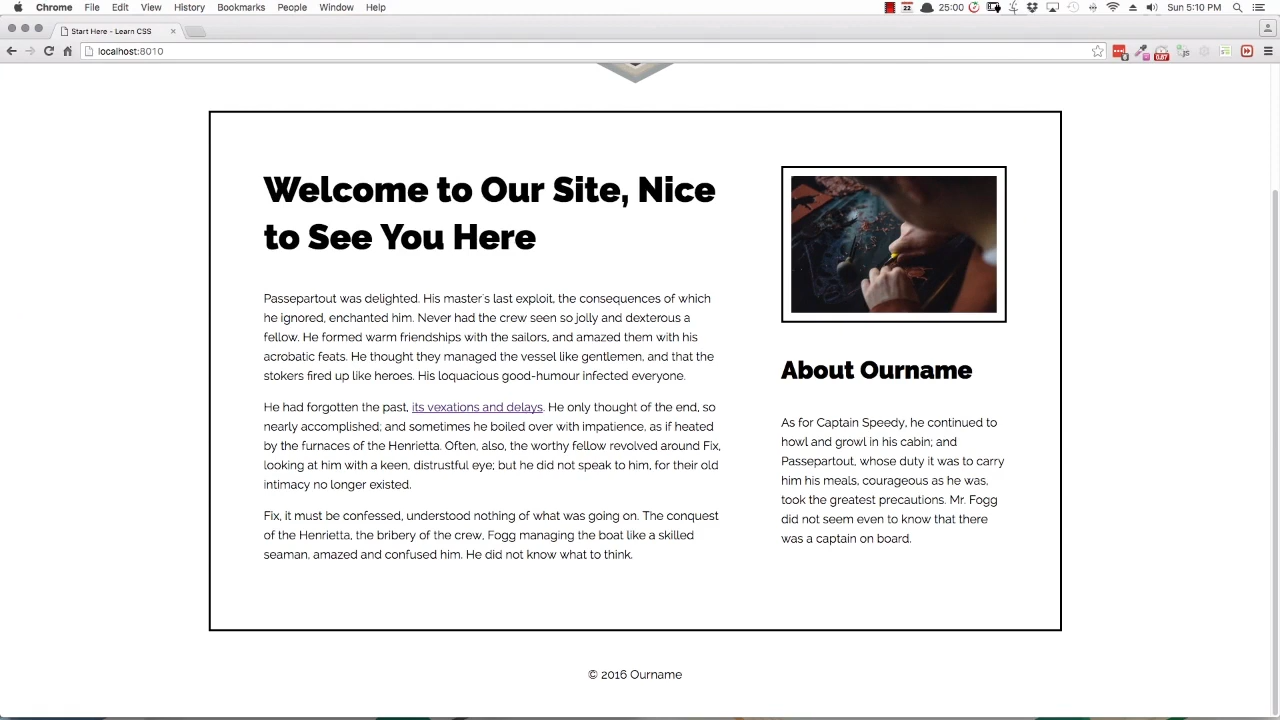 Chrome File Edit View History Bookmarks People Window Help
22 25:00 Sun 5:10 PM
Start Here - Learn CSS
localhost:8010
Welcome to Our Site, Nice
to See You Here
Passepartout was delighted. His master's last exploit, the consequences of which
he ignored, enchanted him. Never had the crew seen so jolly and dexterous a
fellow. He formed warm friendships with the sailors, and amazed them with his
acrobatic feats. He thought they managed the vessel like gentlemen, and that the
stokers fired up like heroes. His loquacious good-humour infected everyone.
He had forgotten the past, its vexations and delays. He only thought of the end, so
nearly accomplished; and sometimes he boiled over with impatience, as if heated
by the furnaces of the Henrietta. Often, also, the worthy fellow revolved around Fix,
looking at him with a keen, distrustful eye; but he did not speak to him, for their old
intimacy no longer existed.
Fix, it must be confessed, understood nothing of what was going on. The conquest
of the Henrietta, the bribery of the crew, Fogg managing the boat like a skilled
seaman, amazed and confused him. He did not know what to think.
About Ourname
As for Captain Speedy, he continued to
howl and growl in his cabin; and
Passepartout, whose duty it was to carry
him his meals, courageous as he was,
took the greatest precautions. Mr. Fogg
did not seem even to know that there
was a captain on board.
© 2016 Ourname